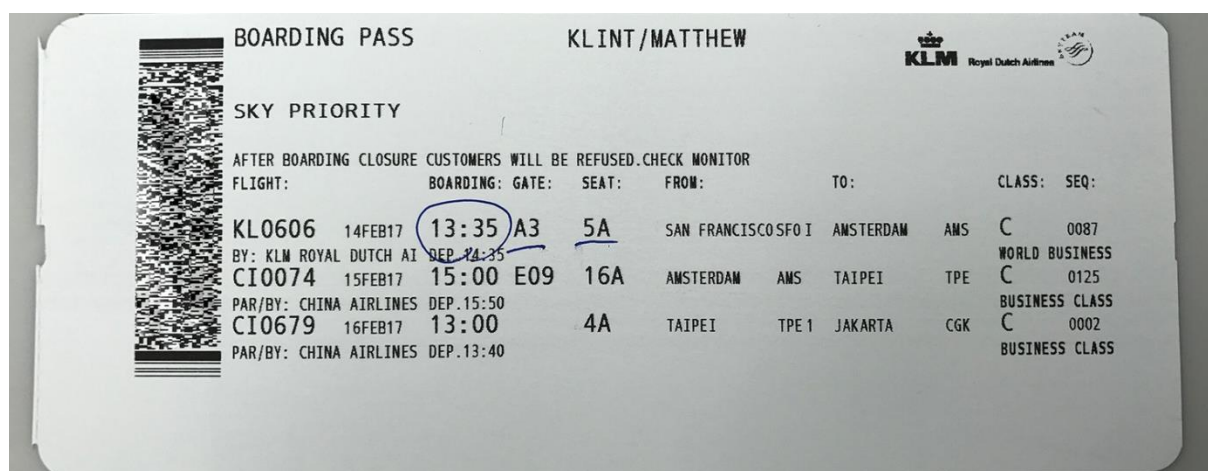 BOARDING PASS KLINT/MATTHEW KLM Royal Dutch Airlines SKYTEAM
SKY PRIORITY
AFTER BOARDING CLOSURE CUSTOMERS WILL BE REFUSED.CHECK MONITOR
FLIGHT: BOARDING: GATE: SEAT: FROM: TO: CLASS: SEQ:
KL0606 14FEB17 13:35 A3 5A SAN FRANCISCO SFO I AMSTERDAM AMS C 0087
BY: KLM ROYAL DUTCH AI DEP.14:35 WORLD BUSINESS
CI0074 15FEB17 15:00 E09 16A AMSTERDAM AMS TAIPEI TPE C 0125
PAR/BY: CHINA AIRLINES DEP.15:50 BUSINESS CLASS
CI0679 16FEB17 13:00 4A TAIPEI TPE 1 JAKARTA CGK C 0002
PAR/BY: CHINA AIRLINES DEP.13:40 BUSINESS CLASS